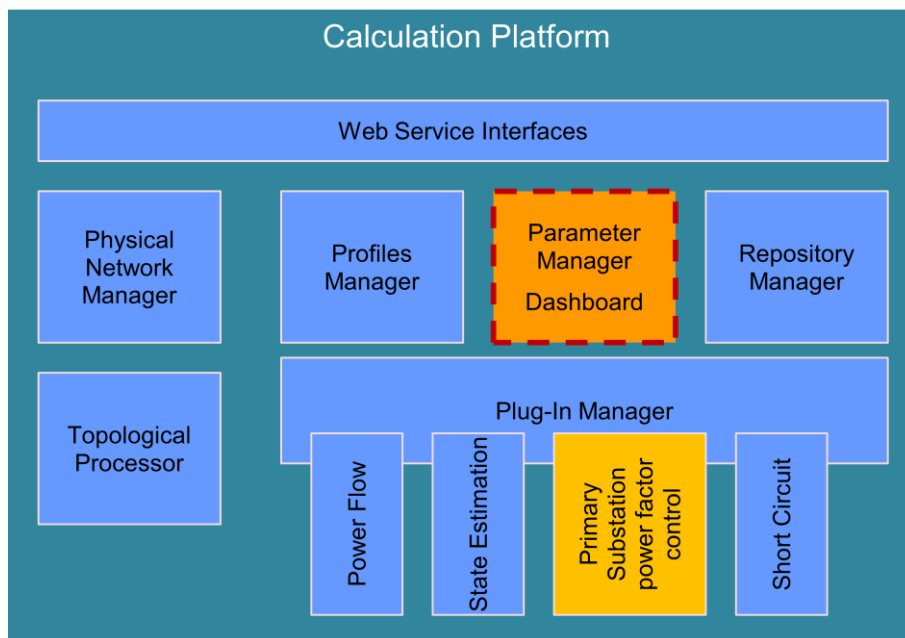 Calculation Platform
Web Service Interfaces
Physical
Network
Manager
Profiles
Manager
Parameter
Manager
Dashboard
Repository
Manager
Topological
Processor
Plug-In Manager
Power Flow
State Estimation
Primary
Substation
power factor
control
Short Circuit